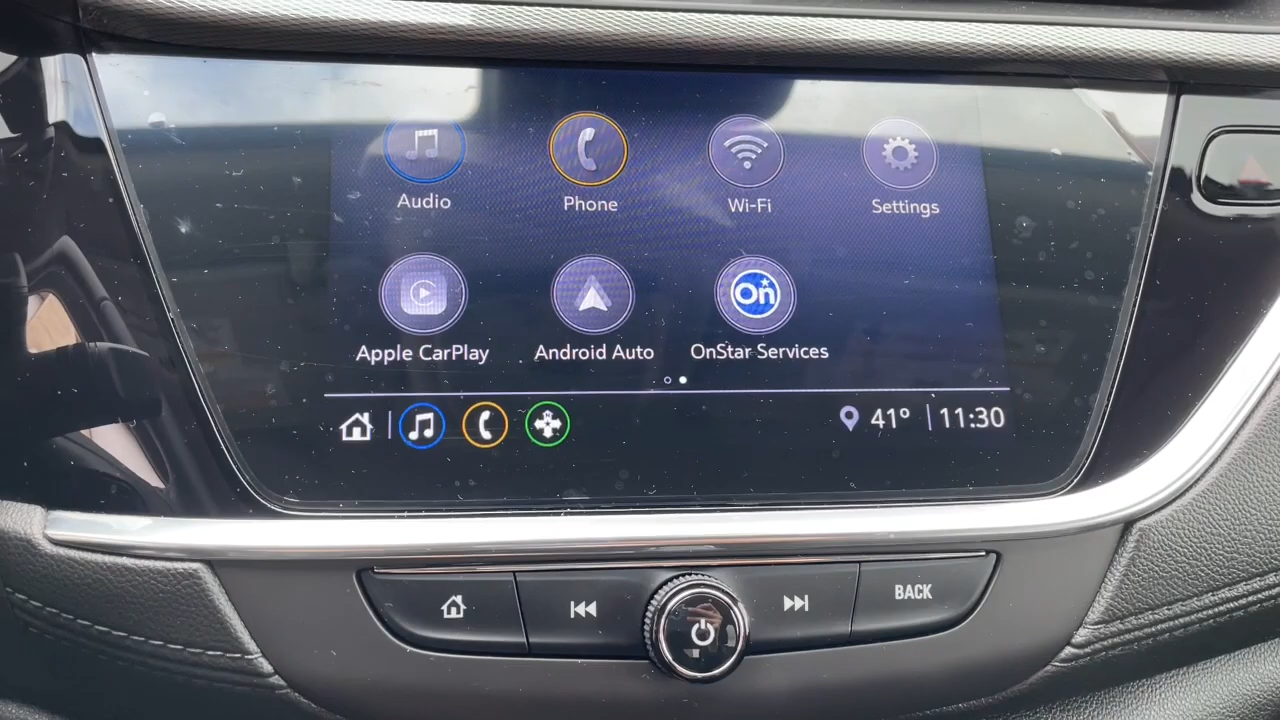 Audio Phone Wi-Fi Settings
On
Apple CarPlay Android Auto OnStar Services
N
41° 11:30
BACK